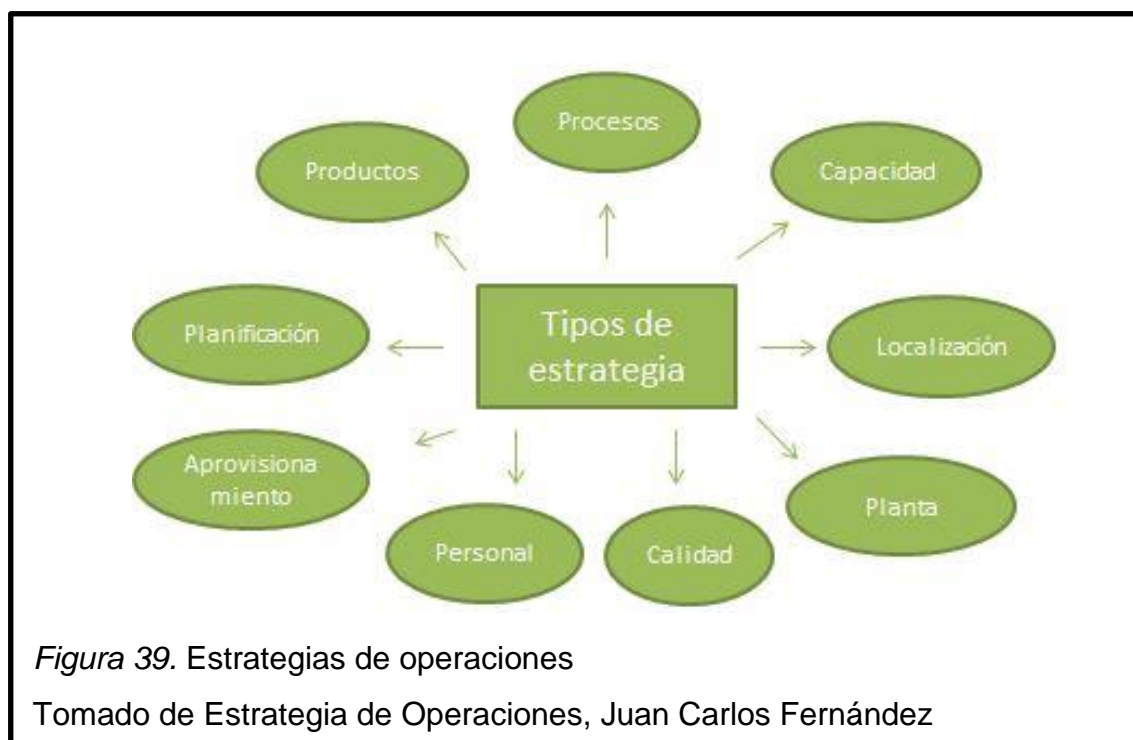 Procesos
Productos
Capacidad
Tipos de
estrategia
Planificación
Localización
Aprovisiona
miento
Planta
Personal
Calidad
Figura 39. Estrategias de operaciones
Tomado de Estrategia de Operaciones, Juan Carlos Fernández